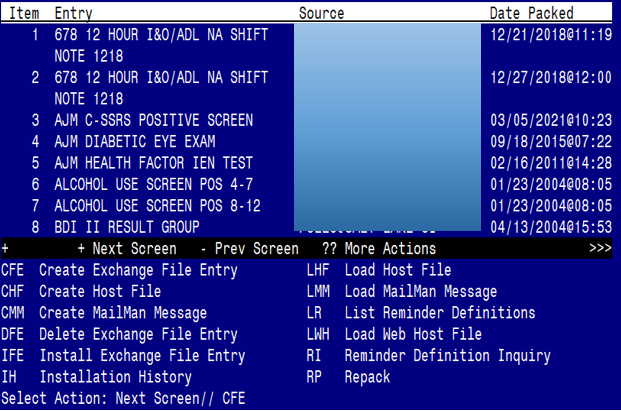 Item Entry Source Date Packed
1 678 12 HOUR I&O/ADL NA SHIFT 12/21/2018@11:19
NOTE 1218
2 678 12 HOUR I&O/ADL NA SHIFT 12/27/2018@12:00
NOTE 1218
3 AJM C-SSRS POSITIVE SCREEN 03/05/2021@10:23
4 AJM DIABETIC EYE EXAM 09/18/2015@07:22
5 AJM HEALTH FACTOR IEN TEST 02/16/2011@14:28
6 ALCOHOL USE SCREEN POS 4-7 01/23/2004@08:05
7 ALCOHOL USE SCREEN POS 8-12 01/23/2004@08:05
8 BDI II RESULT GROUP 04/13/2004@15:53
+ + Next Screen - Prev Screen ?? More Actions >>>
CFE Create Exchange File Entry LHF Load Host File
CHF Create Host File LMM Load MailMan Message
CMM Create MailMan Message LR List Reminder Definitions
DFE Delete Exchange File Entry LWH Load Web Host File
IFE Install Exchange File Entry RI Reminder Definition Inquiry
IH Installation History RP Repack
Select Action: Next Screen// CFE